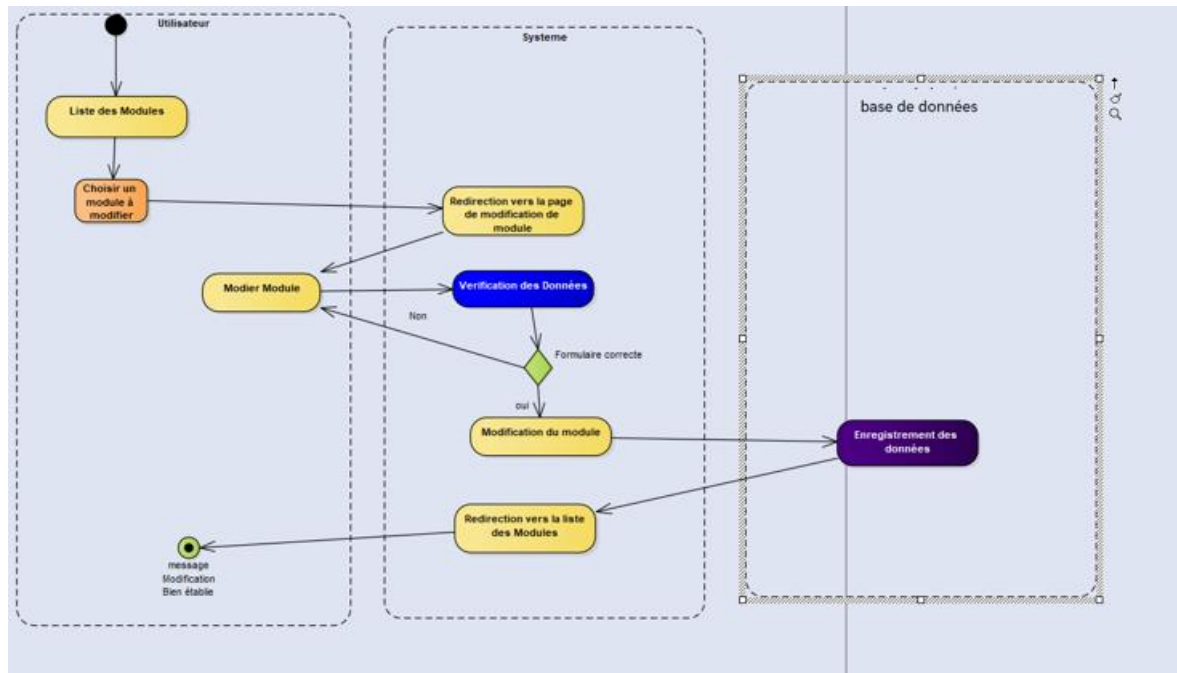 Utilisateur
Systeme
base de données
Liste des Modules
Choisir un
module à
modifier
Redirection vers la page
de modification de
module
Modier Module
Verification des Données
Non
Formulaire correcte
oui
Modification du module
Enregistrement des
données
Redirection vers la liste
des Modules
message
Modification
Bien établie